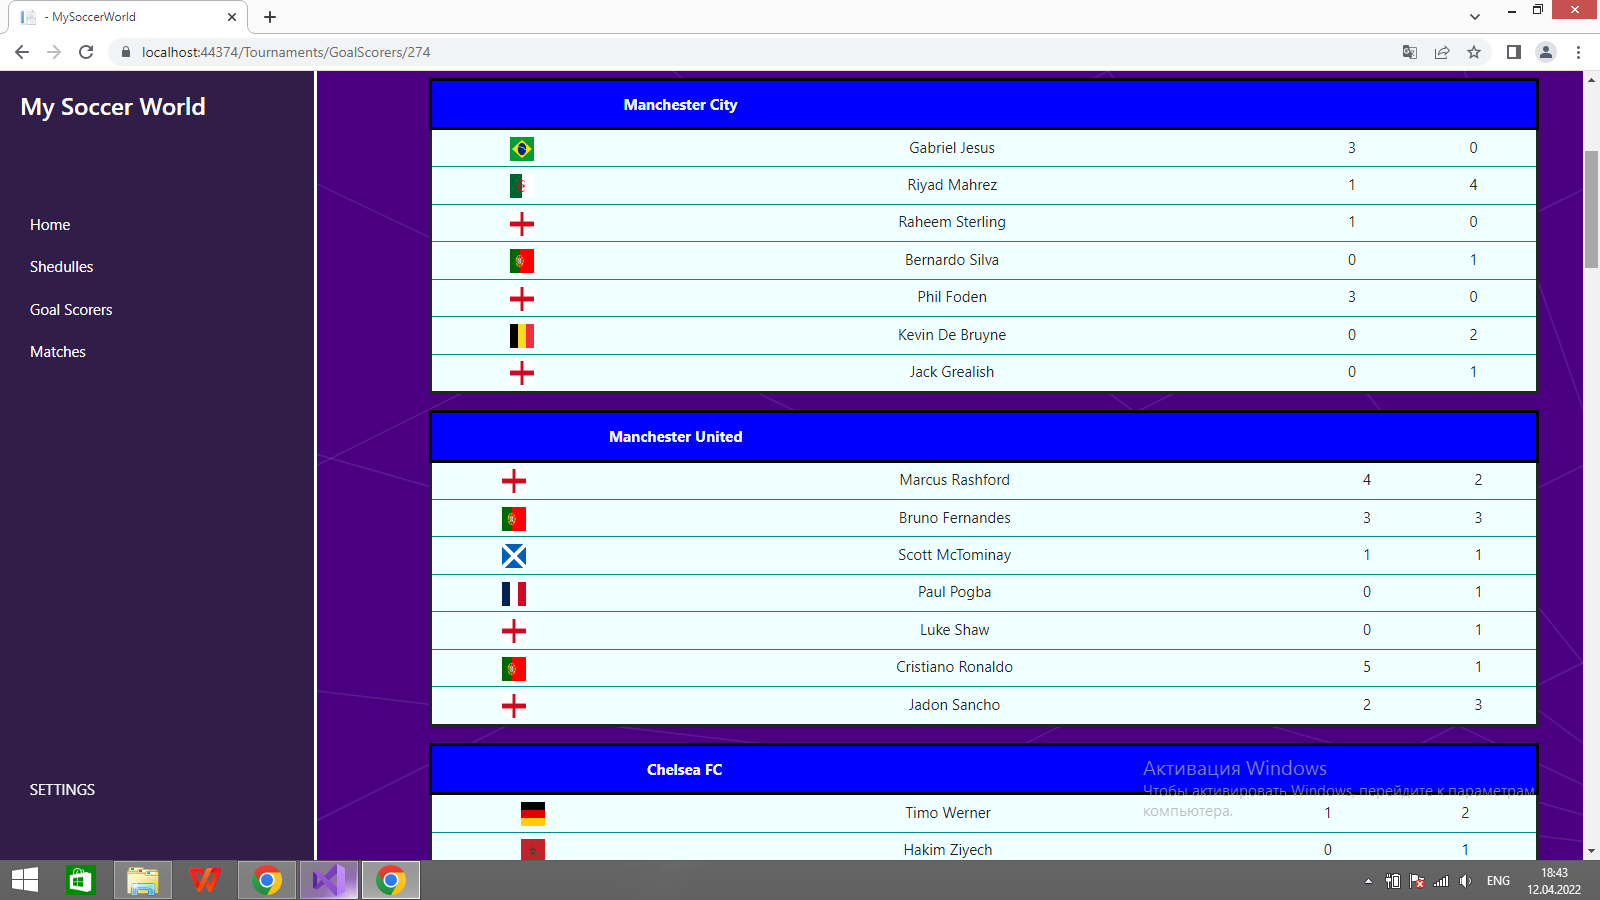 - MySoccerWorld
localhost:44374/Tournaments/GoalScorers/274
My Soccer World
Home
Shedulles
Goal Scorers
Matches
SETTINGS
Manchester City
Gabriel Jesus 3 0
Riyad Mahrez 1 4
Raheem Sterling 1 0
Bernardo Silva 0 1
Phil Foden 3 0
Kevin De Bruyne 0 2
Jack Grealish 0 1
Manchester United
Marcus Rashford 4 2
Bruno Fernandes 3 3
Scott McTominay 1 1
Paul Pogba 0 1
Luke Shaw 0 1
Cristiano Ronaldo 5 1
Jadon Sancho 2 3
Chelsea FC
Timo Werner 1 2
Hakim Ziyech 0 1
Активация Windows
Чтобы активировать Windows, перейдите к параметрам
компьютера.
ENG
18:43
12.04.2022